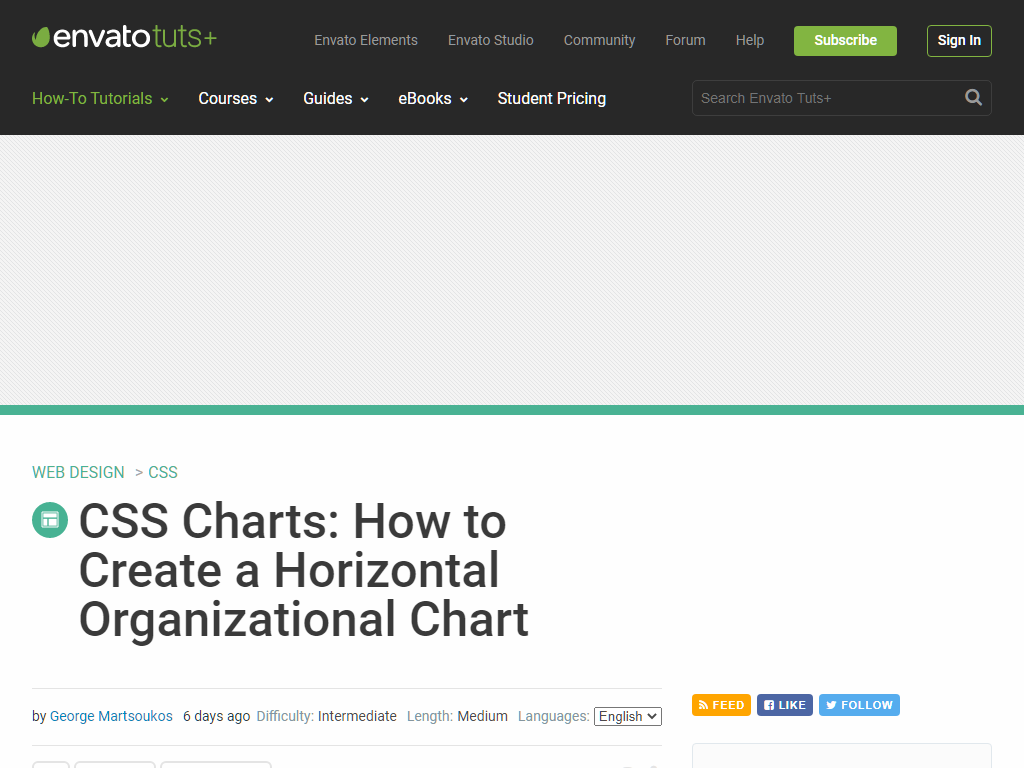 envatotuts+
Envato Elements Envato Studio Community Forum Help Subscribe Sign In
How-To Tutorials Courses Guides eBooks Student Pricing Search Envato Tuts+
WEB DESIGN > CSS
CSS Charts: How to
Create a Horizontal
Organizational Chart
by George Martsoukos 6 days ago Difficulty: Intermediate Length: Medium Languages: English
FEED LIKE FOLLOW